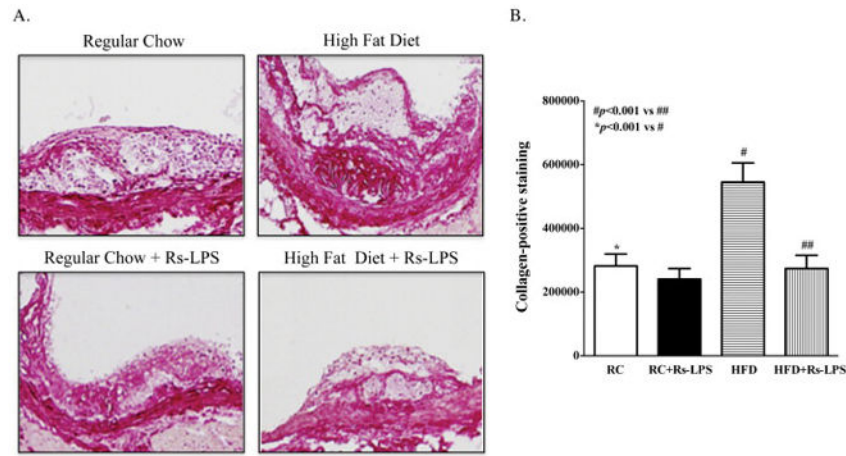 A.
Regular Chow
High Fat Diet
Regular Chow + Rs-LPS
High Fat Diet + Rs-LPS
B.
#p<0.001 vs ##
*p<0.001 vs #
Collagen-positive staining
800000
600000
400000
200000
0
*
#
##
RC
RC+Rs-LPS
HFD
HFD+Rs-LPS